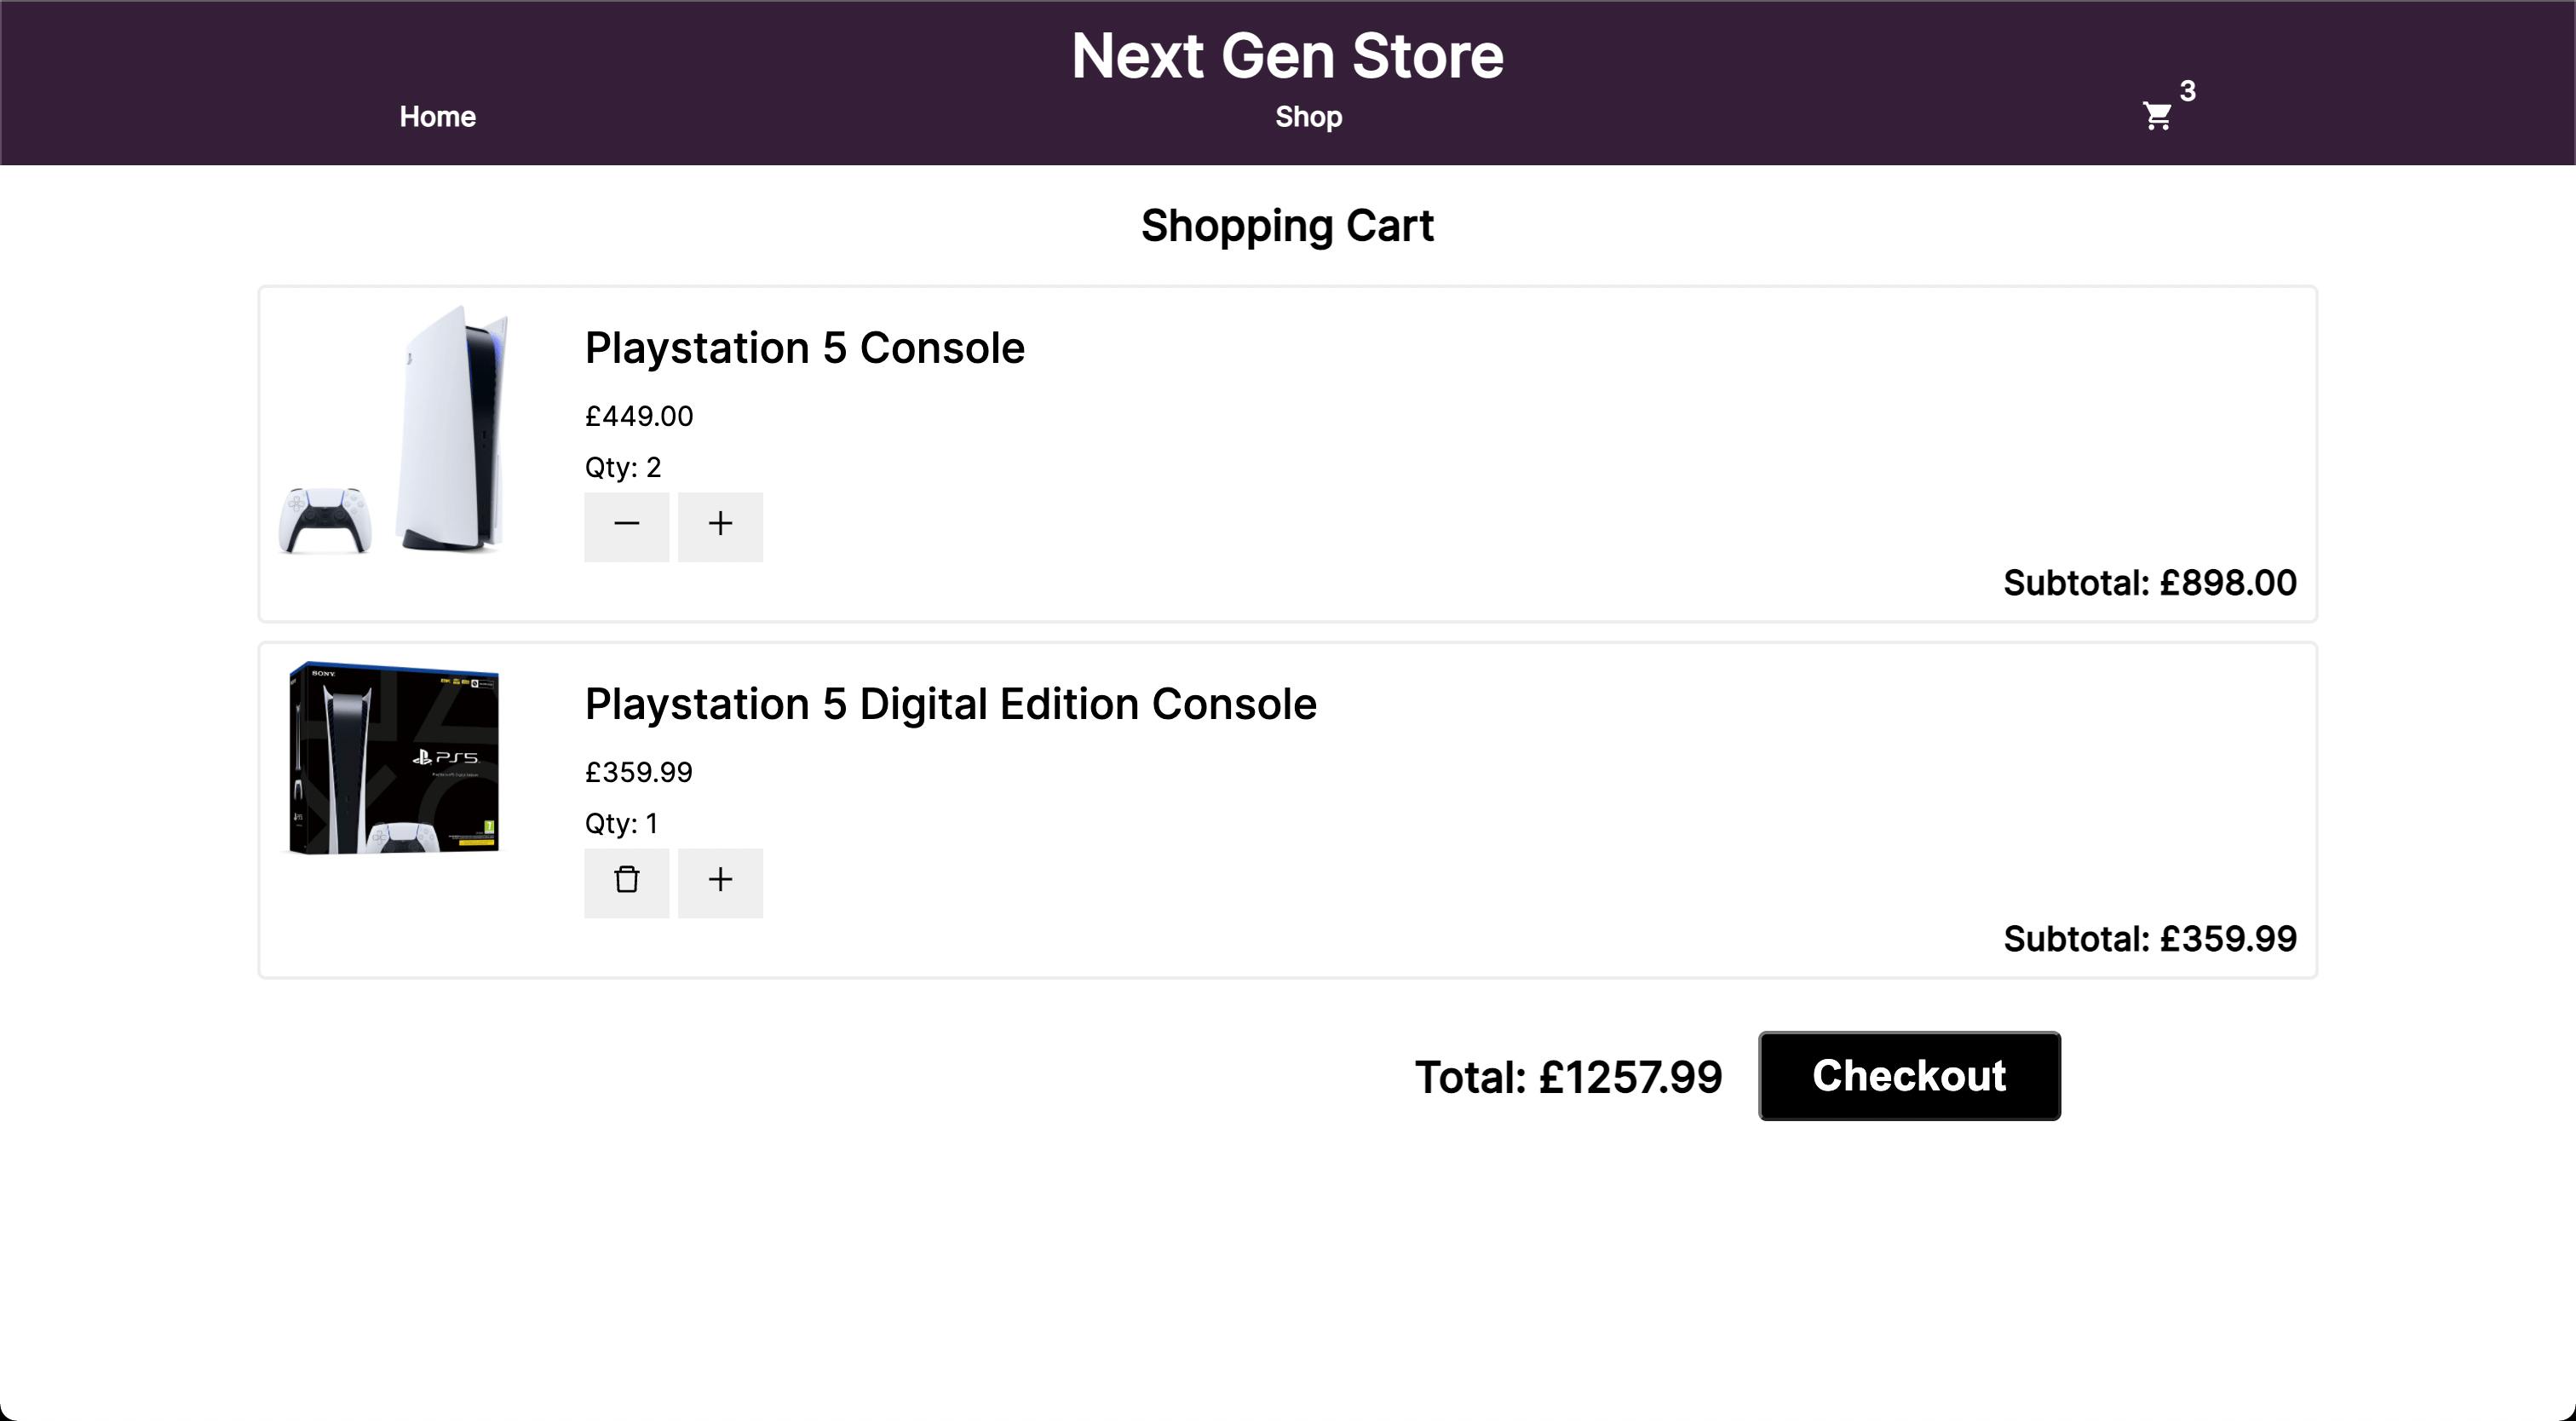 Next Gen Store
Home
Shop
3
Shopping Cart
Playstation 5 Console
£449.00
Qty: 2
Subtotal: £898.00
SONY
PS5
7
Playstation 5 Digital Edition Console
£359.99
Qty: 1
Subtotal: £359.99
Total: £1257.99
Checkout